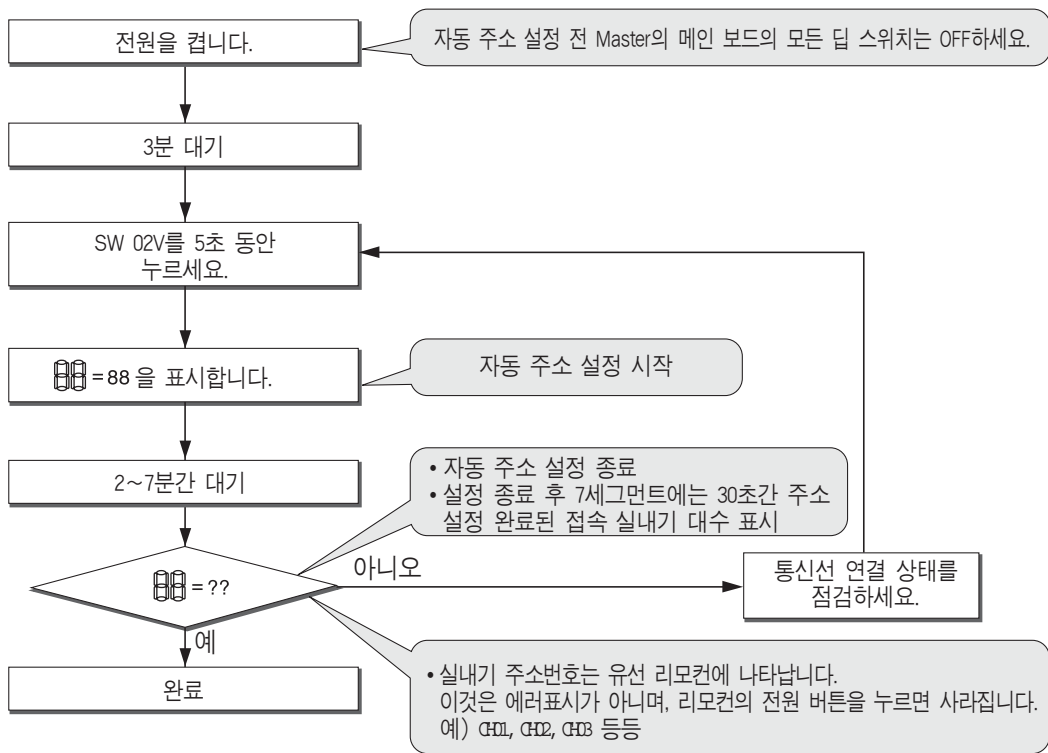 전원을 켭니다.
자동 주소 설정 전 Master의 메인 보드의 모든 딥 스위치는 OFF하세요.
3분 대기
SW 02V를 5초 동안
누르세요.
88 = 88 을 표시합니다.
자동 주소 설정 시작
2~7분간 대기
• 자동 주소 설정 종료
• 설정 종료 후 7세그먼트에는 30초간 주소
설정 완료된 접속 실내기 대수 표시
88 = ??
아니오
통신선 연결 상태를
점검하세요.
예
완료
• 실내기 주소번호는 유선 리모컨에 나타납니다.
이것은 에러표시가 아니며, 리모컨의 전원 버튼을 누르면 사라집니다.
예) CH01, CH02, CH03 등등